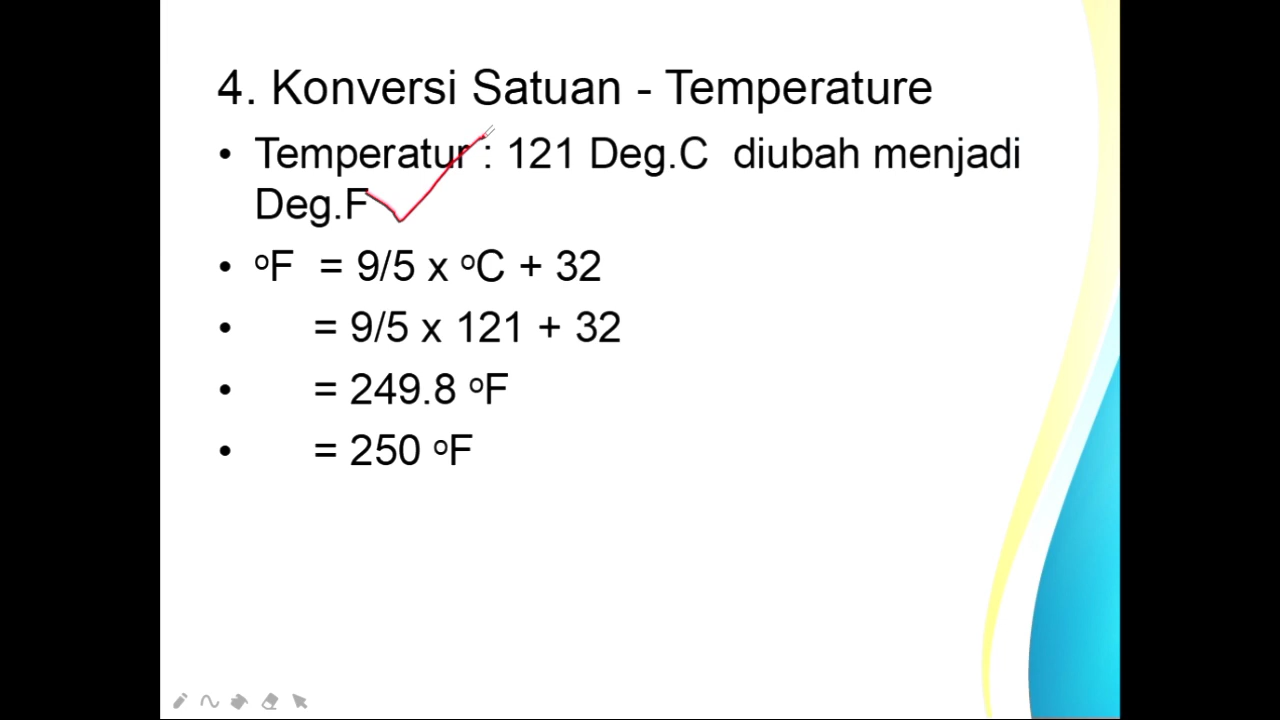 4. Konversi Satuan - Temperature
• Temperatur : 121 Deg.C diubah menjadi
Deg.F
• ºF = 9/5 x ºC + 32
• = 9/5 x 121 + 32
• = 249.8 ºF
• = 250 ºF